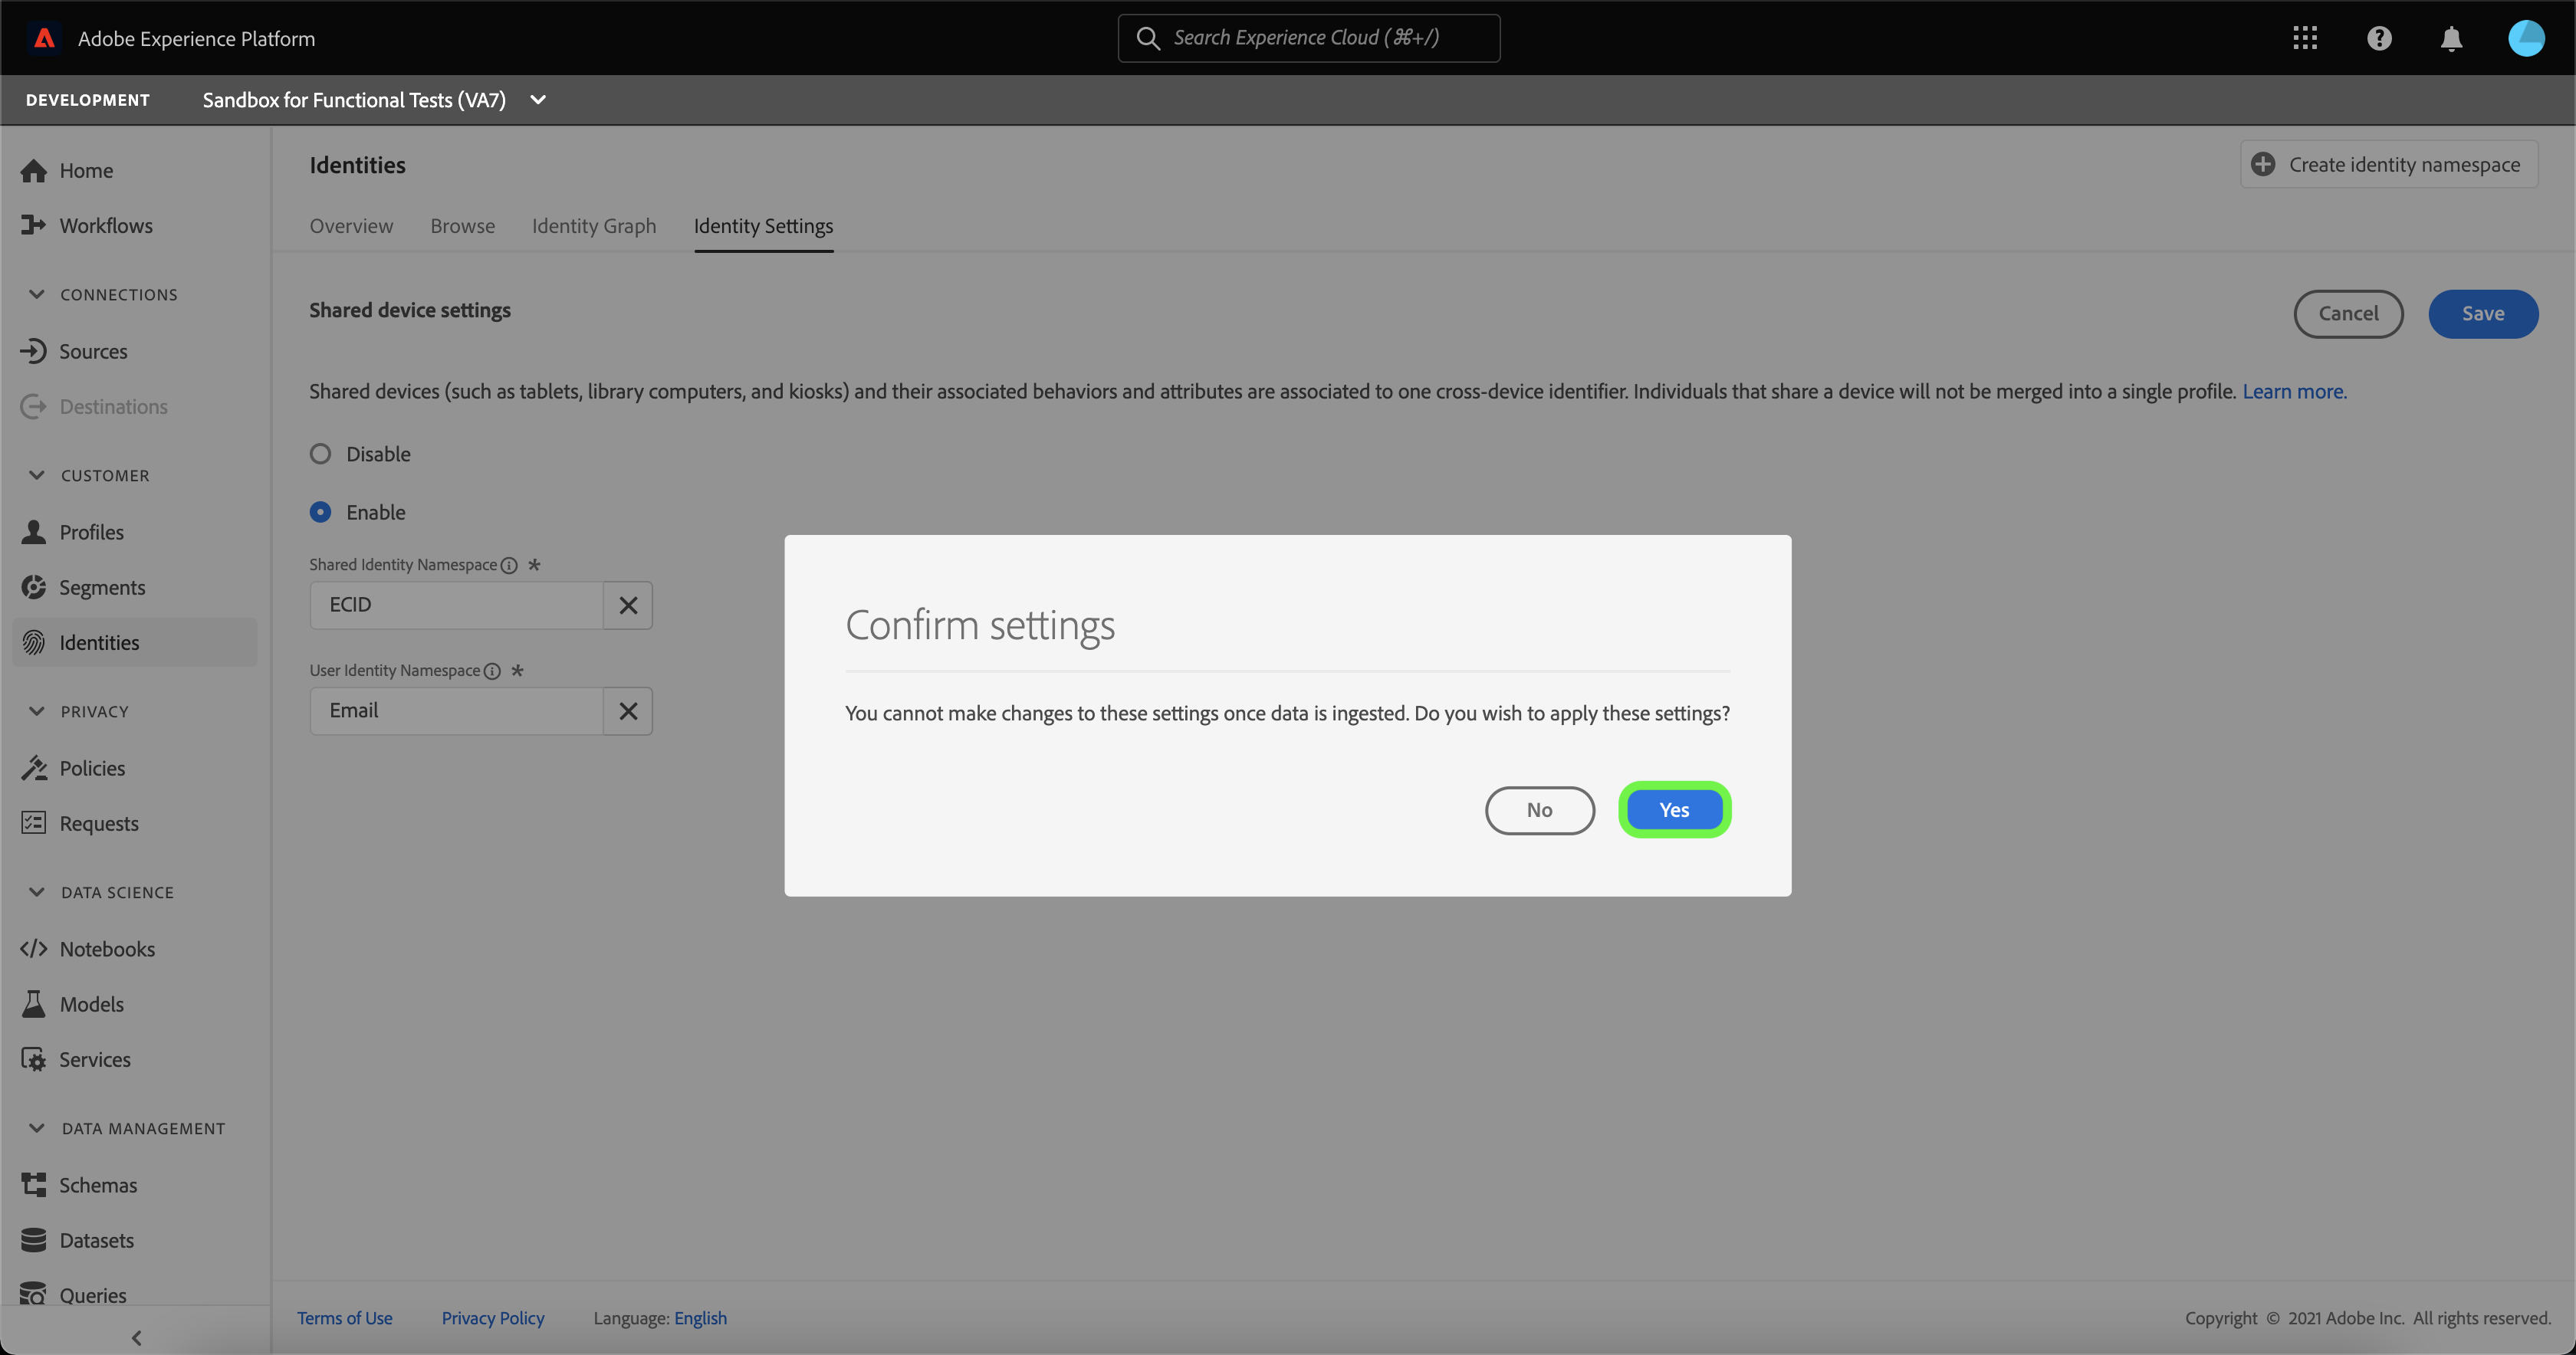 Adobe Experience Platform
Search Experience Cloud (⌘+/)
DEVELOPMENT
Sandbox for Functional Tests (VA7)
Home
Workflows
CONNECTIONS
Sources
Destinations
CUSTOMER
Profiles
Segments
Identities
PRIVACY
Policies
Requests
DATA SCIENCE
Notebooks
Models
Services
DATA MANAGEMENT
Schemas
Datasets
Queries
Identities
Create identity namespace
Overview Browse Identity Graph Identity Settings
Shared device settings
Cancel Save
Shared devices (such as tablets, library computers, and kiosks) and their associated behaviors and attributes are associated to one cross-device identifier. Individuals that share a device will not be merged into a single profile. Learn more.
Disable
Enable
Shared Identity Namespace *
ECID
User Identity Namespace *
Email
Confirm settings
You cannot make changes to these settings once data is ingested. Do you wish to apply these settings?
No Yes
Terms of Use Privacy Policy Language: English Copyright © 2021 Adobe Inc. All rights reserved.